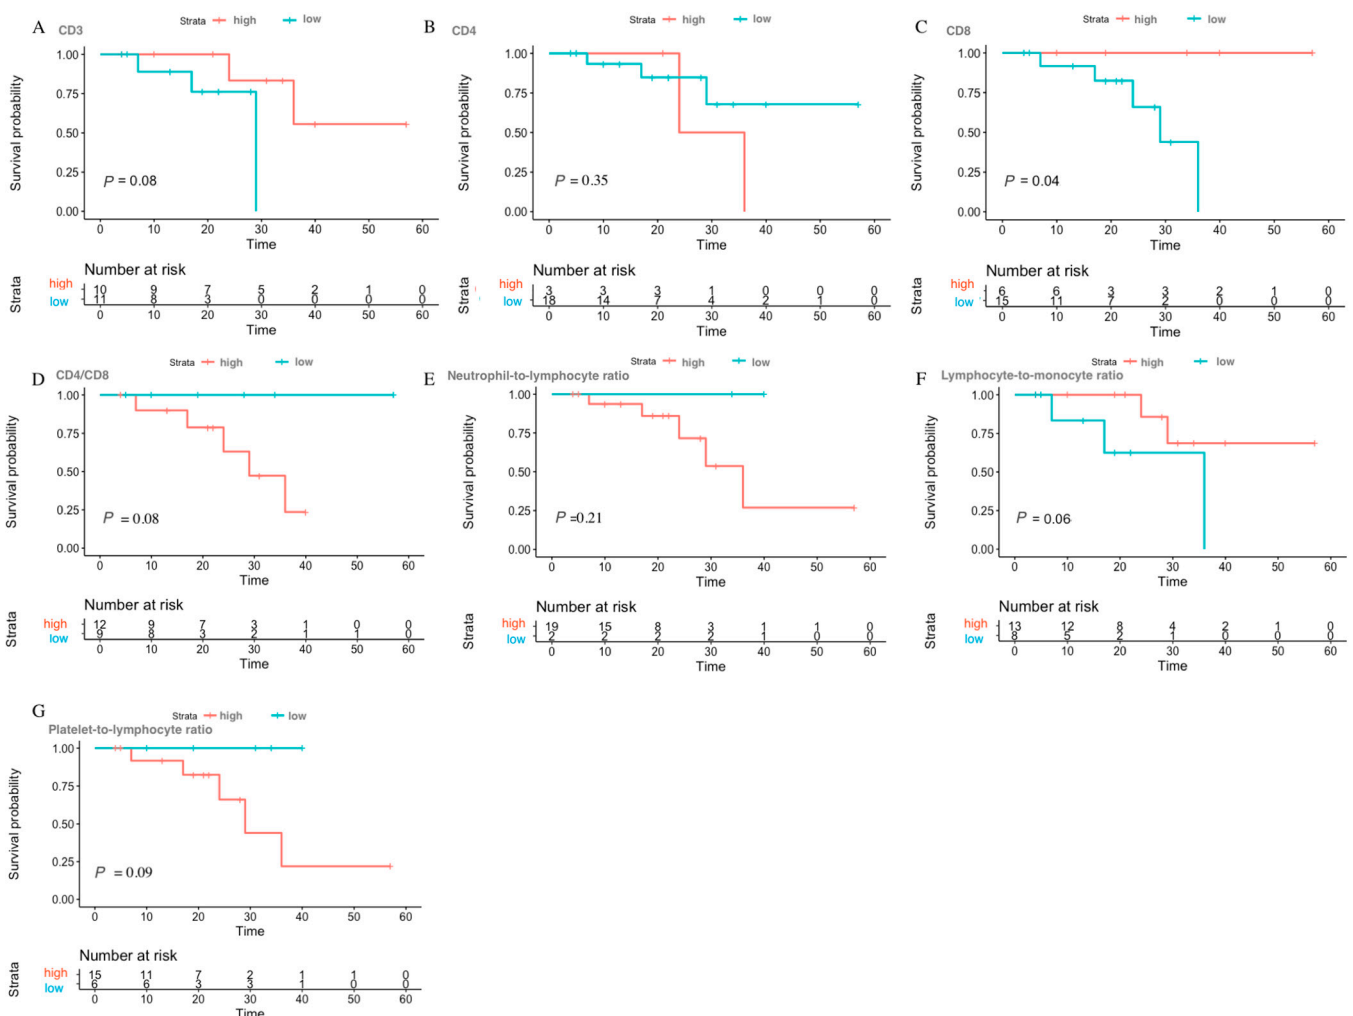 A
Strata high low
CD3
1.00
0.75
0.50
0.25
0.00
Survival probability
P = 0.08
0 10 20 30 40 50 60
Time
Number at risk
Strata
high 10 9 7 5 2 1 0
low 11 8 3 0 0 0 0
0 10 20 30 40 50 60
Time
B
Strata high low
CD4
1.00
0.75
0.50
0.25
0.00
Survival probability
P = 0.35
0 10 20 30 40 50 60
Time
Number at risk
Strata
high 3 3 3 1 0 0 0
low 18 14 7 4 2 1 0
0 10 20 30 40 50 60
Time
C
Strata high low
CD8
1.00
0.75
0.50
0.25
0.00
Survival probability
P = 0.04
0 10 20 30 40 50 60
Time
Number at risk
Strata
high 6 6 3 3 2 1 0
low 15 11 7 2 0 0 0
0 10 20 30 40 50 60
Time
D
Strata high low
CD4/CD8
1.00
0.75
0.50
0.25
0.00
Survival probability
P = 0.08
0 10 20 30 40 50 60
Time
Number at risk
Strata
high 12 9 7 3 1 0 0
low 9 8 3 2 1 1 0
0 10 20 30 40 50 60
Time
E
Strata high low
Neutrophil-to-lymphocyte ratio
1.00
0.75
0.50
0.25
0.00
Survival probability
P =0.21
0 10 20 30 40 50 60
Time
Number at risk
Strata
high 19 15 8 3 1 1 0
low 2 2 2 2 1 0 0
0 10 20 30 40 50 60
Time
F
Strata high low
Lymphocyte-to-monocyte ratio
1.00
0.75
0.50
0.25
0.00
Survival probability
P = 0.06
0 10 20 30 40 50 60
Time
Number at risk
Strata
high 13 12 8 4 2 1 0
low 8 5 2 1 0 0 0
0 10 20 30 40 50 60
Time
G
Strata high low
Platelet-to-lymphocyte ratio
1.00
0.75
0.50
0.25
0.00
Survival probability
P = 0.09
0 10 20 30 40 50 60
Time
Number at risk
Strata
high 15 11 7 2 1 1 0
low 6 6 3 3 1 0 0
0 10 20 30 40 50 60
Time